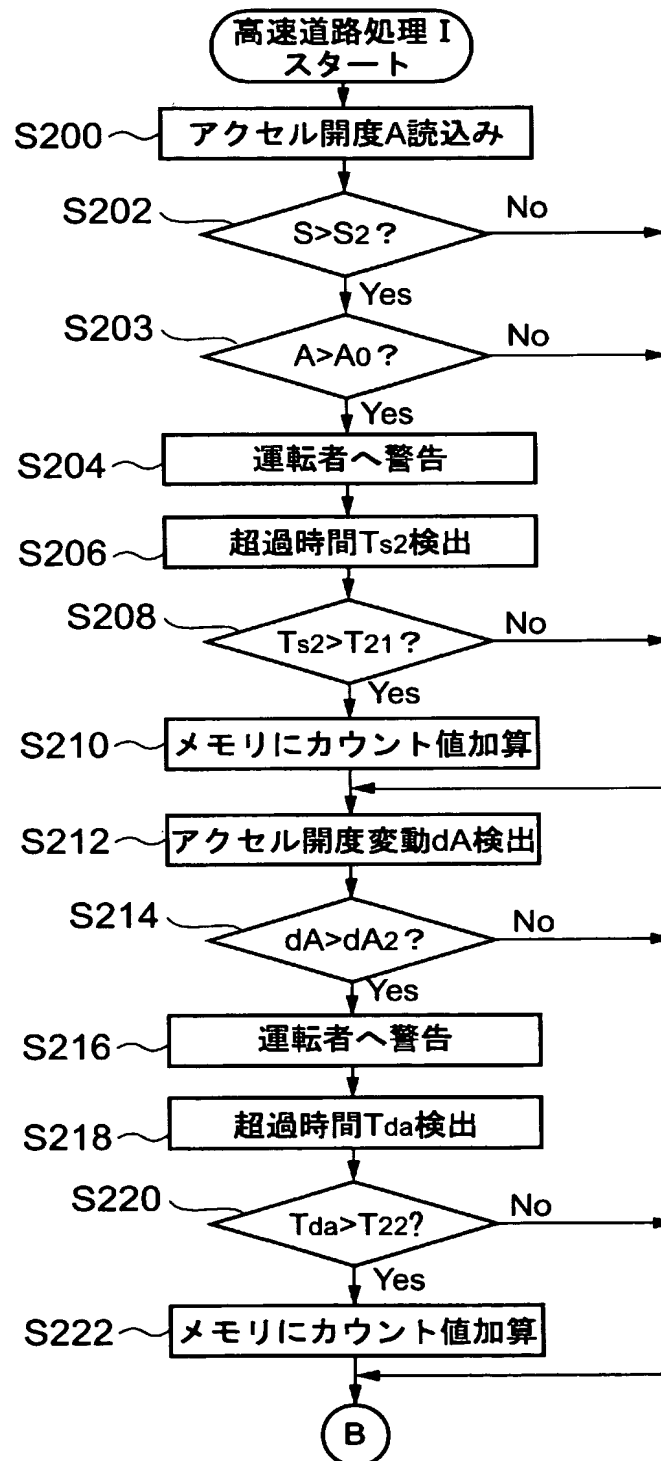 高速道路処理 I
スタート
S200
アクセル開度A読込み
S202
S>S2？
No
Yes
S203
A>A0？
No
Yes
S204
運転者へ警告
S206
超過時間Ts2検出
S208
Ts2>T21？
No
Yes
S210
メモリにカウント値加算
S212
アクセル開度変動dA検出
S214
dA>dA2？
No
Yes
S216
運転者へ警告
S218
超過時間Tda検出
S220
Tda>T22?
No
Yes
S222
メモリにカウント値加算
B